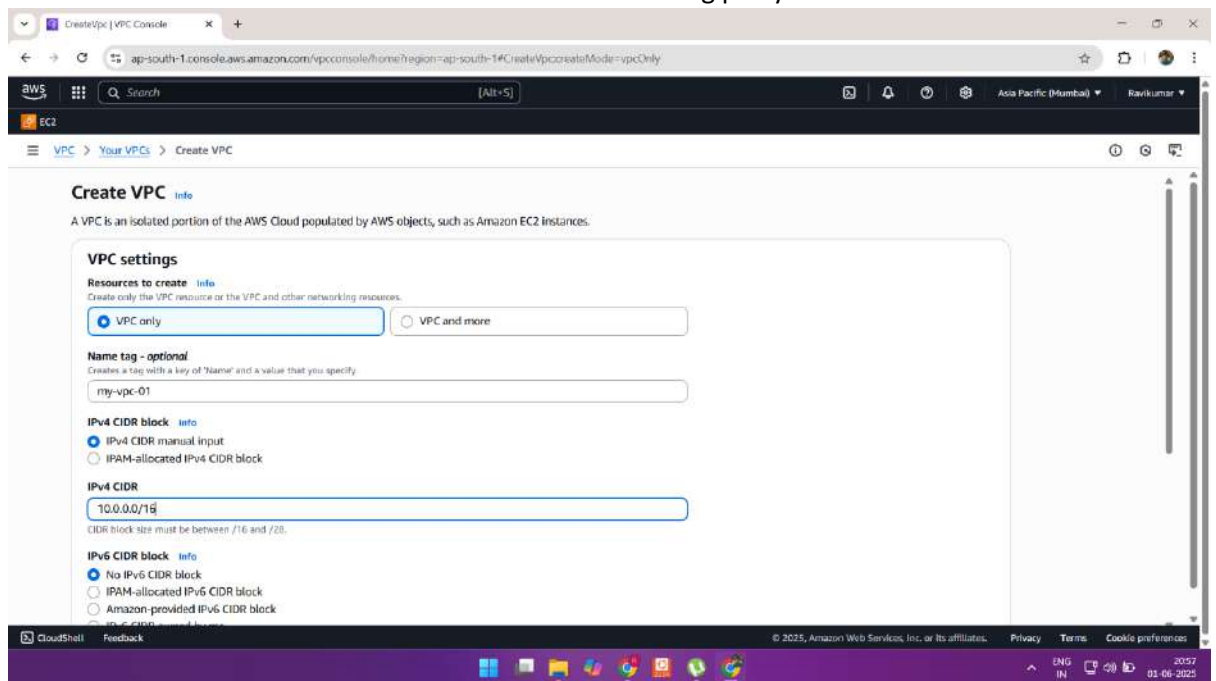 CreateVpc | VPC Console
ap-south-1.console.aws.amazon.com/vpcconsole/home?region=ap-south-1#CreateVpc:createMode=vpcOnly
aws Search [Alt+S] Asia Pacific (Mumbai) Ravikumar
EC2
VPC > Your VPCs > Create VPC
Create VPC Info
A VPC is an isolated portion of the AWS Cloud populated by AWS objects, such as Amazon EC2 instances.
VPC settings
Resources to create Info
Create only the VPC resource or the VPC and other networking resources.
VPC only VPC and more
Name tag - optional
Creates a tag with a key of 'Name' and a value that you specify.
my-vpc-01
IPv4 CIDR block Info
IPv4 CIDR manual input
IPAM-allocated IPv4 CIDR block
IPv4 CIDR
10.0.0.0/16
CIDR block size must be between /16 and /28.
IPv6 CIDR block Info
No IPv6 CIDR block
IPAM-allocated IPv6 CIDR block
Amazon-provided IPv6 CIDR block
IPv6 CIDR owned by me
CloudShell Feedback © 2025, Amazon Web Services, Inc. or its affiliates. Privacy Terms Cookie preferences
ENG 20:57
IN 01-06-2025